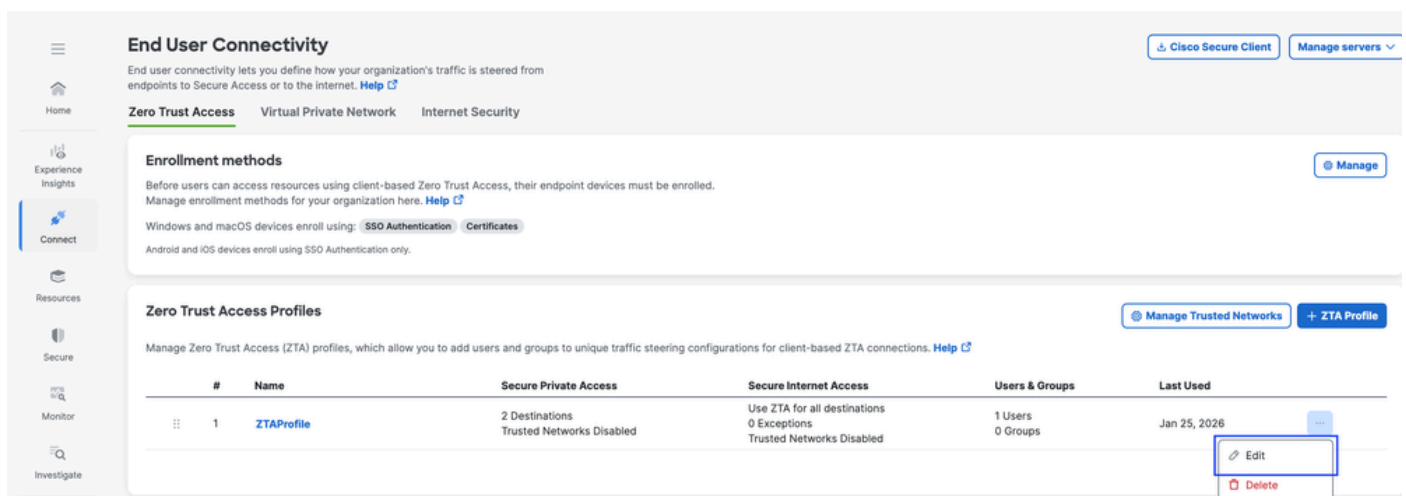 End User Connectivity
Cisco Secure Client
Manage servers
End user connectivity lets you define how your organization's traffic is steered from
endpoints to Secure Access or to the internet. Help
Home
Zero Trust Access Virtual Private Network Internet Security
Experience
Insights
Connect
Resources
Secure
Monitor
Investigate
Enrollment methods
Manage
Before users can access resources using client-based Zero Trust Access, their endpoint devices must be enrolled.
Manage enrollment methods for your organization here. Help
Windows and macOS devices enroll using: SSO Authentication Certificates
Android and iOS devices enroll using SSO Authentication only.
Zero Trust Access Profiles
Manage Trusted Networks
+ ZTA Profile
Manage Zero Trust Access (ZTA) profiles, which allow you to add users and groups to unique traffic steering configurations for client-based ZTA connections. Help
# Name Secure Private Access Secure Internet Access Users & Groups Last Used
1 ZTAProfile
2 Destinations
Trusted Networks Disabled
Use ZTA for all destinations
0 Exceptions
Trusted Networks Disabled
1 Users
0 Groups
Jan 25, 2026
...
Edit
Delete